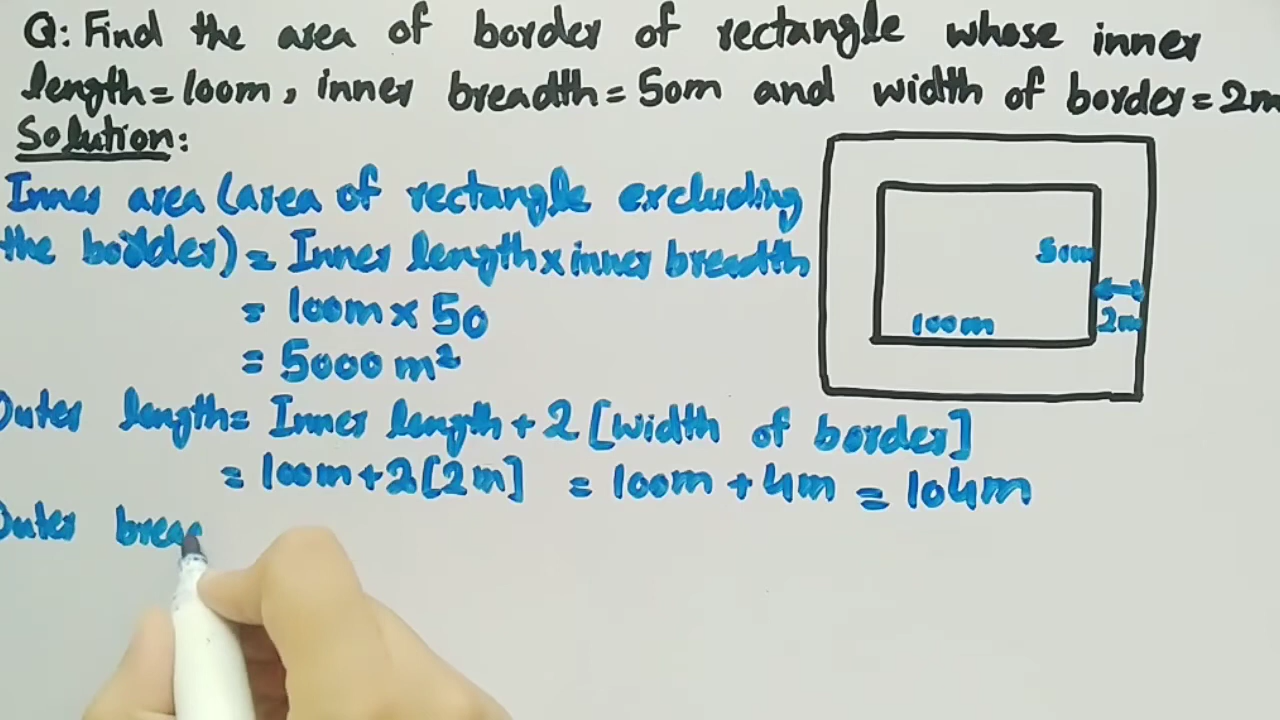 Q: Find the area of border of rectangle whose inner
length = 100m, inner breadth = 50m and width of border = 2m
Solution:
Inner area (area of rectangle excluding
the border) = Inner length x inner breadth
= 100m x 50
= 5000 m²
50m
100m
2m
Outer length = Inner length + 2 [width of border]
= 100m + 2[2m] = 100m + 4m = 104m
Outer brea